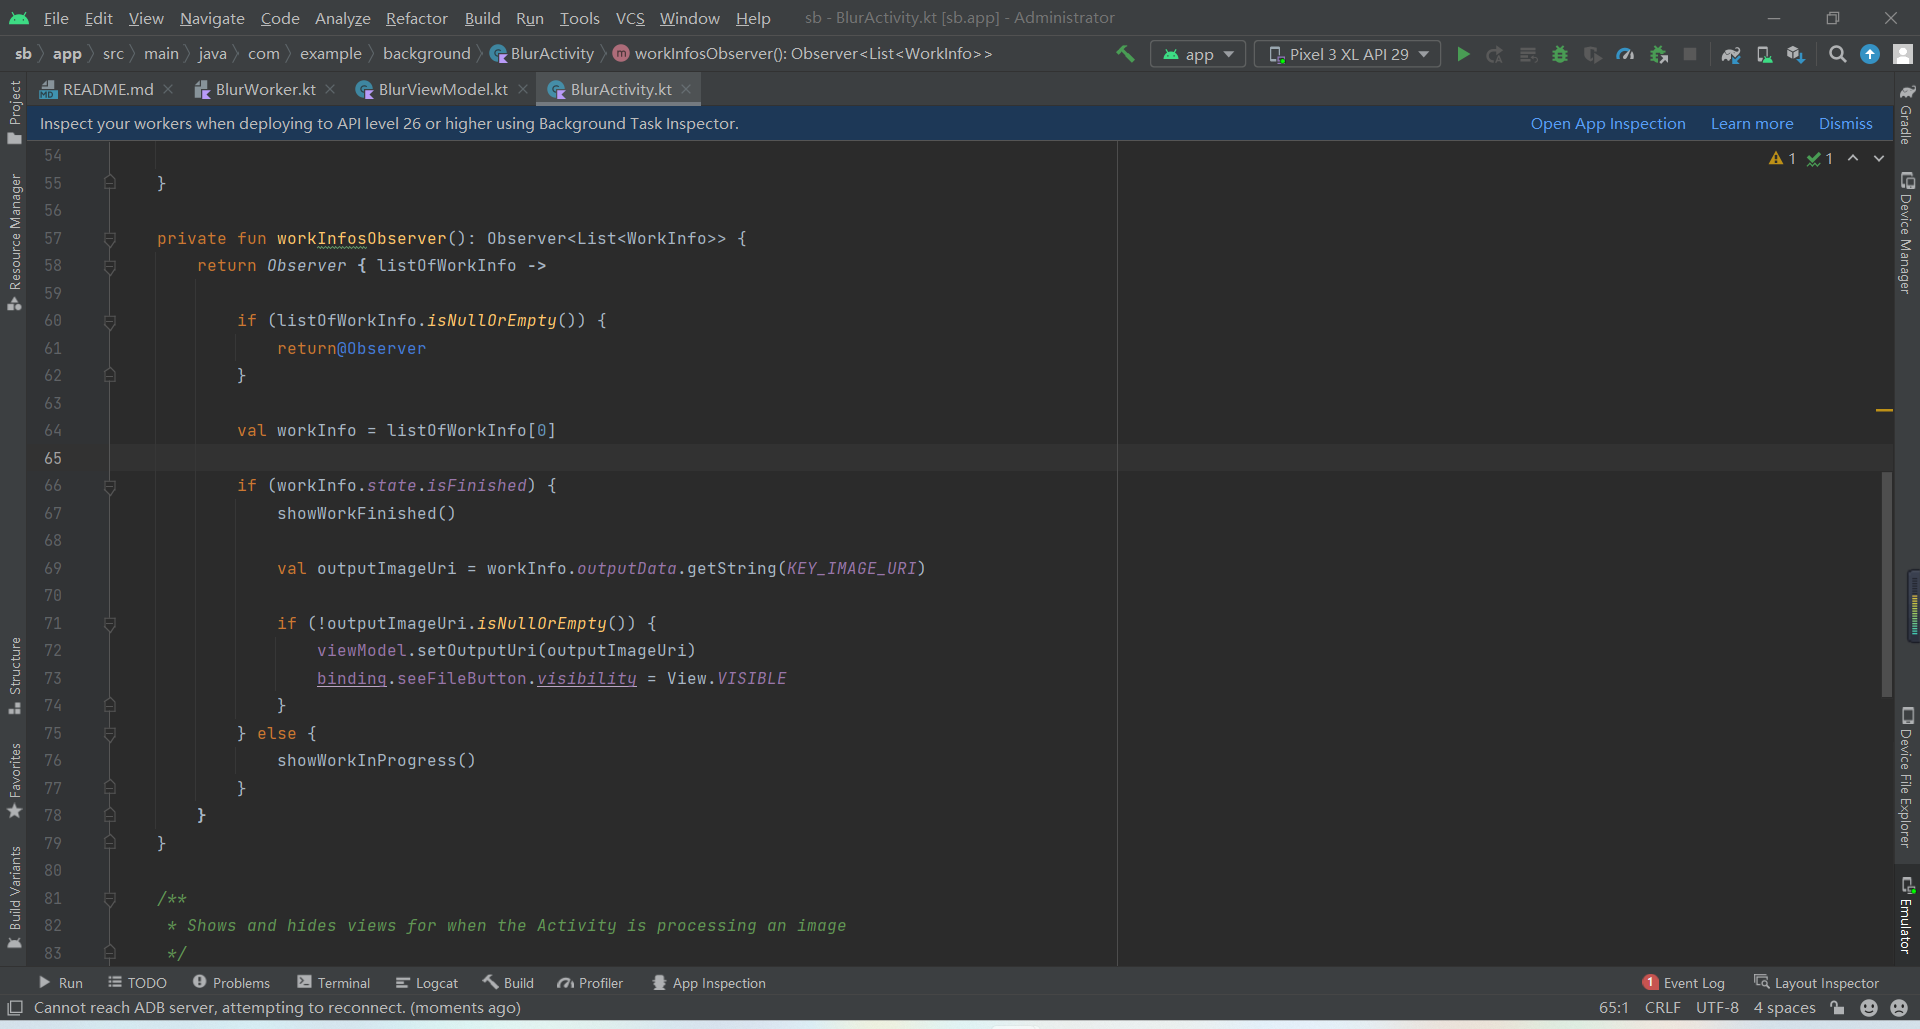 File Edit View Navigate Code Analyze Refactor Build Run Tools VCS Window Help sb - BlurActivity.kt [sb.app] - Administrator
sb app src main java com example background BlurActivity m workInfosObserver(): Observer<List<WorkInfo>> app Pixel 3 XL API 29
README.md BlurWorker.kt BlurViewModel.kt BlurActivity.kt
Inspect your workers when deploying to API level 26 or higher using Background Task Inspector. Open App Inspection Learn more Dismiss
54
1 1
55 }
56
57 private fun workInfosObserver(): Observer<List<WorkInfo>> {
58 return Observer { listOfWorkInfo ->
59
60 if (listOfWorkInfo.isNullOrEmpty()) {
61 return@Observer
62 }
63
64 val workInfo = listOfWorkInfo[0]
65
66 if (workInfo.state.isFinished) {
67 showWorkFinished()
68
69 val outputImageUri = workInfo.outputData.getString(KEY_IMAGE_URI)
70
71 if (!outputImageUri.isNullOrEmpty()) {
72 viewModel.setOutputUri(outputImageUri)
73 binding.seeFileButton.visibility = View.VISIBLE
74 }
75 } else {
76 showWorkInProgress()
77 }
78 }
79 }
80
81 /**
82 * Shows and hides views for when the Activity is processing an image
83 */
Project
Resource Manager
Structure
Favorites
Build Variants
Gradle
Device Manager
Device File Explorer
Emulator
Run TODO Problems Terminal Logcat Build Profiler App Inspection 1 Event Log Layout Inspector
Cannot reach ADB server, attempting to reconnect. (moments ago) 65:1 CRLF UTF-8 4 spaces